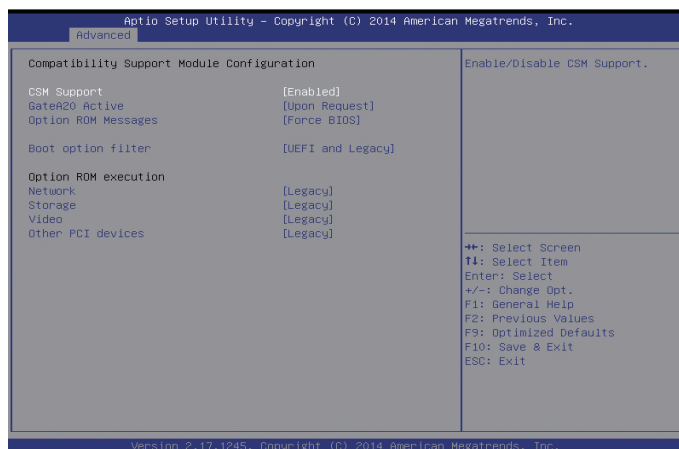 Aptio Setup Utility – Copyright (C) 2014 American Megatrends, Inc.
Advanced
Compatibility Support Module Configuration
CSM Support [Enabled]
GateA20 Active [Upon Request]
Option ROM Messages [Force BIOS]
Boot option filter [UEFI and Legacy]
Option ROM execution
Network [Legacy]
Storage [Legacy]
Video [Legacy]
Other PCI devices [Legacy]
Enable/Disable CSM Support.
→←: Select Screen
↑↓: Select Item
Enter: Select
+/-: Change Opt.
F1: General Help
F2: Previous Values
F9: Optimized Defaults
F10: Save & Exit
ESC: Exit
Version 2.17.1245. Copyright (C) 2014 American Megatrends, Inc.